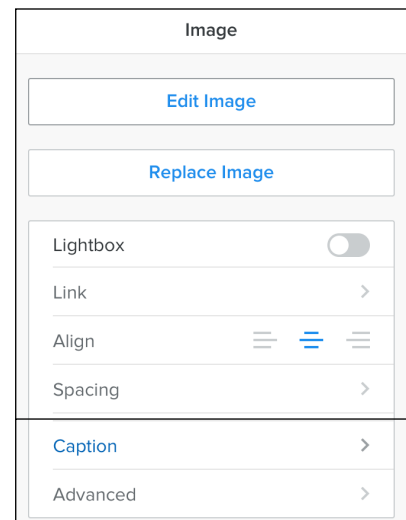 Image
Edit Image
Replace Image
Lightbox
Link
Align
Spacing
Caption
Advanced